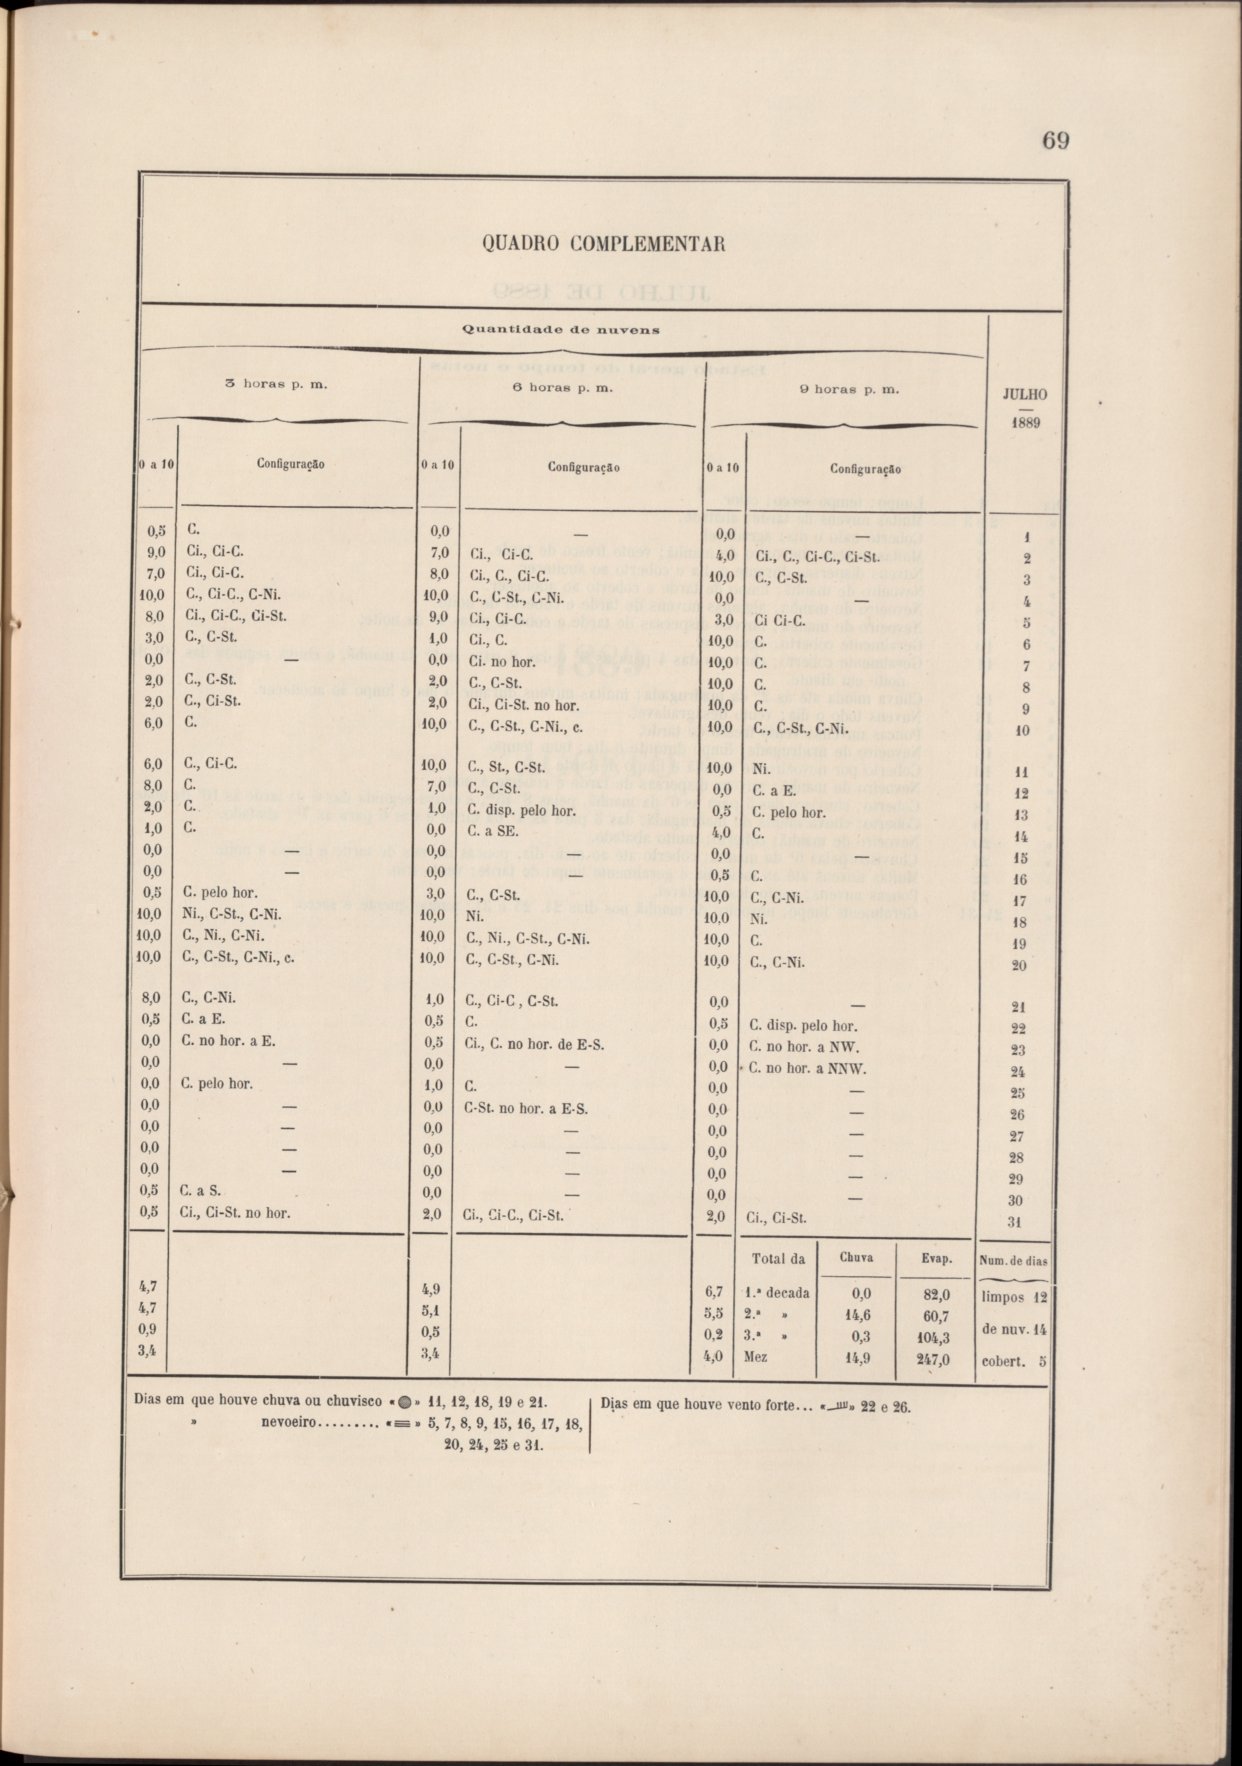 69
QUADRO COMPLEMENTAR
Quantidade de nuvens
3 horas p. m. 6 horas p. m. 9 horas p. m. JULHO
—
1889
0 a 10 Configuração 0 a 10 Configuração 0 a 10 Configuração
0,5 C. 0,0 — 0,0 — 1
9,0 Ci., Ci-C. 7,0 Ci., Ci-C. 4,0 Ci., C., Ci-C., Ci-St. 2
7,0 Ci., Ci-C. 8,0 Ci., C., Ci-C. 10,0 C., C-St. 3
10,0 C., Ci-C., C-Ni. 10,0 C., C-St., C-Ni. 0,0 — 4
8,0 Ci., Ci-C., Ci-St. 9,0 Ci., Ci-C. 3,0 Ci Ci-C. 5
3,0 C., C-St. 1,0 Ci., C. 10,0 C. 6
0,0 — 0,0 Ci. no hor. 10,0 C. 7
2,0 C., C-St. 2,0 C., C-St. 10,0 C. 8
2,0 C., Ci-St. 2,0 Ci., Ci-St. no hor. 10,0 C. 9
6,0 C. 10,0 C., C-St., C-Ni., c. 10,0 C., C-St., C-Ni. 10
6,0 C., Ci-C. 10,0 C., St., C-St. 10,0 Ni. 11
8,0 C. 7,0 C., C-St. 0,0 C. a E. 12
2,0 C. 1,0 C. disp. pelo hor. 0,5 C. pelo hor. 13
1,0 C. 0,0 C. a SE. 4,0 C. 14
0,0 — 0,0 — 0,0 — 15
0,0 — 0,0 — 0,5 C. 16
0,5 C. pelo hor. 3,0 C., C-St. 10,0 C., C-Ni. 17
10,0 Ni., C-St., C-Ni. 10,0 Ni. 10,0 Ni. 18
10,0 C., Ni., C-Ni. 10,0 C., Ni., C-St., C-Ni. 10,0 C. 19
10,0 C., C-St., C-Ni., c. 10,0 C., C-St., C-Ni. 10,0 C., C-Ni. 20
8,0 C., C-Ni. 1,0 C., Ci-C , C-St. 0,0 — 21
0,5 C. a E. 0,5 C. 0,5 C. disp. pelo hor. 22
0,0 C. no hor. a E. 0,5 Ci., C. no hor. de E-S. 0,0 C. no hor. a NW. 23
0,0 — 0,0 — 0,0 C. no hor. a NNW. 24
0,0 C. pelo hor. 1,0 C. 0,0 — 25
0,0 — 0,0 C-St. no hor. a E-S. 0,0 — 26
0,0 — 0,0 — 0,0 — 27
0,0 — 0,0 — 0,0 — 28
0,0 — 0,0 — 0,0 — 29
0,5 C. a S. 0,0 — 0,0 — 30
0,5 Ci., Ci-St. no hor. 2,0 Ci., Ci-C., Ci-St. 2,0 Ci., Ci-St. 31
Total da Chuva Evap. Num. de dias
4,7 4,9 6,7 1.ª decada 0,0 82,0 limpos 12
4,7 5,1 5,5 2.ª » 14,6 60,7
0,9 0,5 0,2 3.ª » 0,3 104,3 de nuv. 14
3,4 3,4 4,0 Mez 14,9 247,0 cobert. 5
Dias em que houve chuva ou chuvisco «●» 11, 12, 18, 19 e 21. Dias em que houve vento forte... « » 22 e 26.
» nevoeiro......... «≡» 5, 7, 8, 9, 15, 16, 17, 18,
20, 24, 25 e 31.